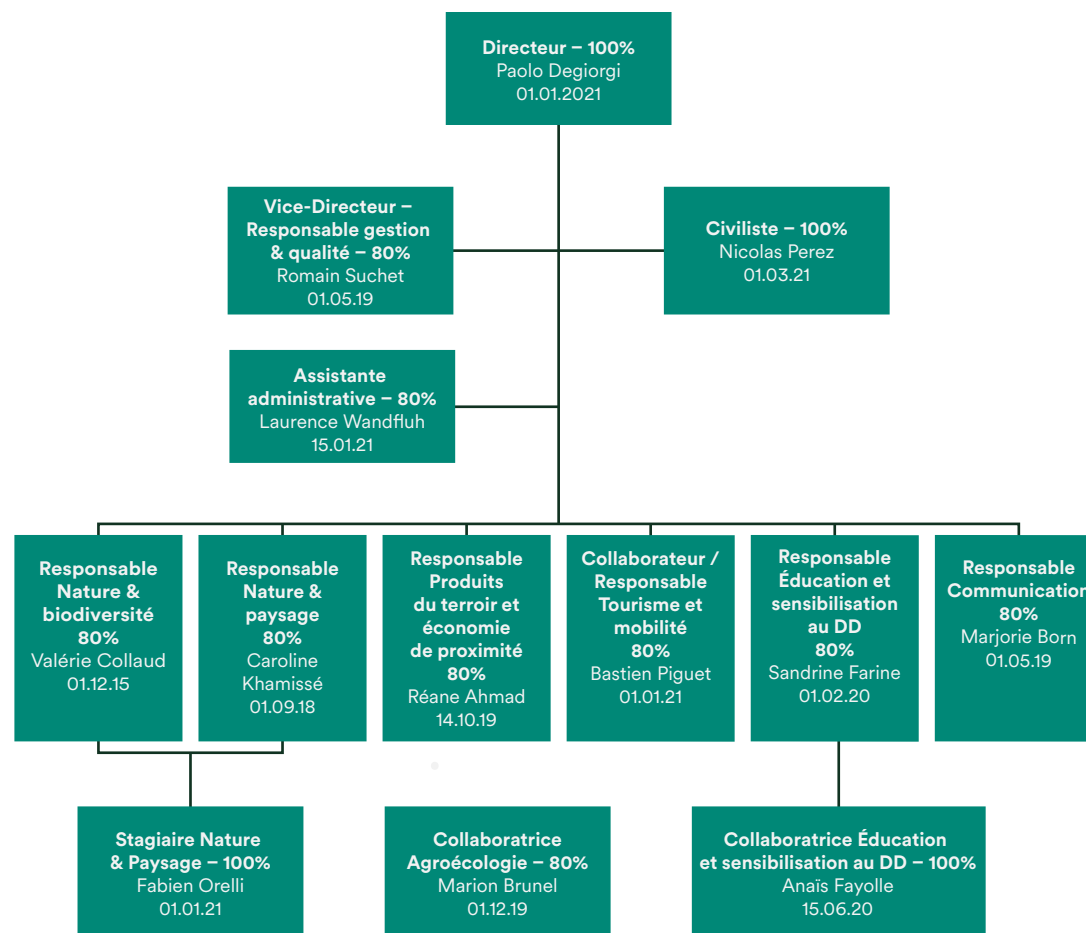 Directeur – 100%
Paolo Degiorgi
01.01.2021
Vice-Directeur –
Responsable gestion
& qualité – 80%
Romain Suchet
01.05.19
Civiliste – 100%
Nicolas Perez
01.03.21
Assistante
administrative – 80%
Laurence Wandfluh
15.01.21
Responsable
Nature &
biodiversité
80%
Valérie Collaud
01.12.15
Responsable
Nature &
paysage
80%
Caroline
Khamissé
01.09.18
Responsable
Produits
du terroir et
économie
de proximité
80%
Réane Ahmad
14.10.19
Collaborateur /
Responsable
Tourisme et
mobilité
80%
Bastien Piguet
01.01.21
Responsable
Éducation et
sensibilisation
au DD
80%
Sandrine Farine
01.02.20
Responsable
Communication
80%
Marjorie Born
01.05.19
Stagiaire Nature
& Paysage – 100%
Fabien Orelli
01.01.21
Collaboratrice
Agroécologie – 80%
Marion Brunel
01.12.19
Collaboratrice Éducation
et sensibilisation au DD – 100%
Anaïs Fayolle
15.06.20